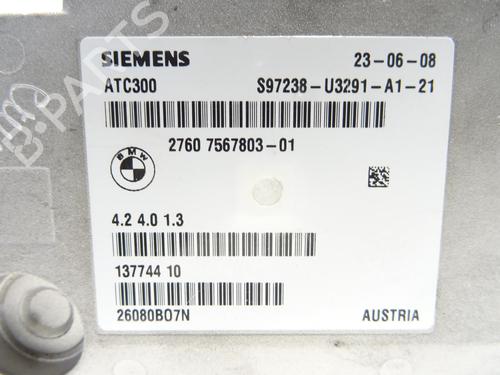 SIEMENS 23-06-08
ATC300 S97238-U3291-A1-21
BMW 2760 7567803-01
4.2 4.0 1.3
137744 10
26080BO7N AUSTRIA
B-PARTS